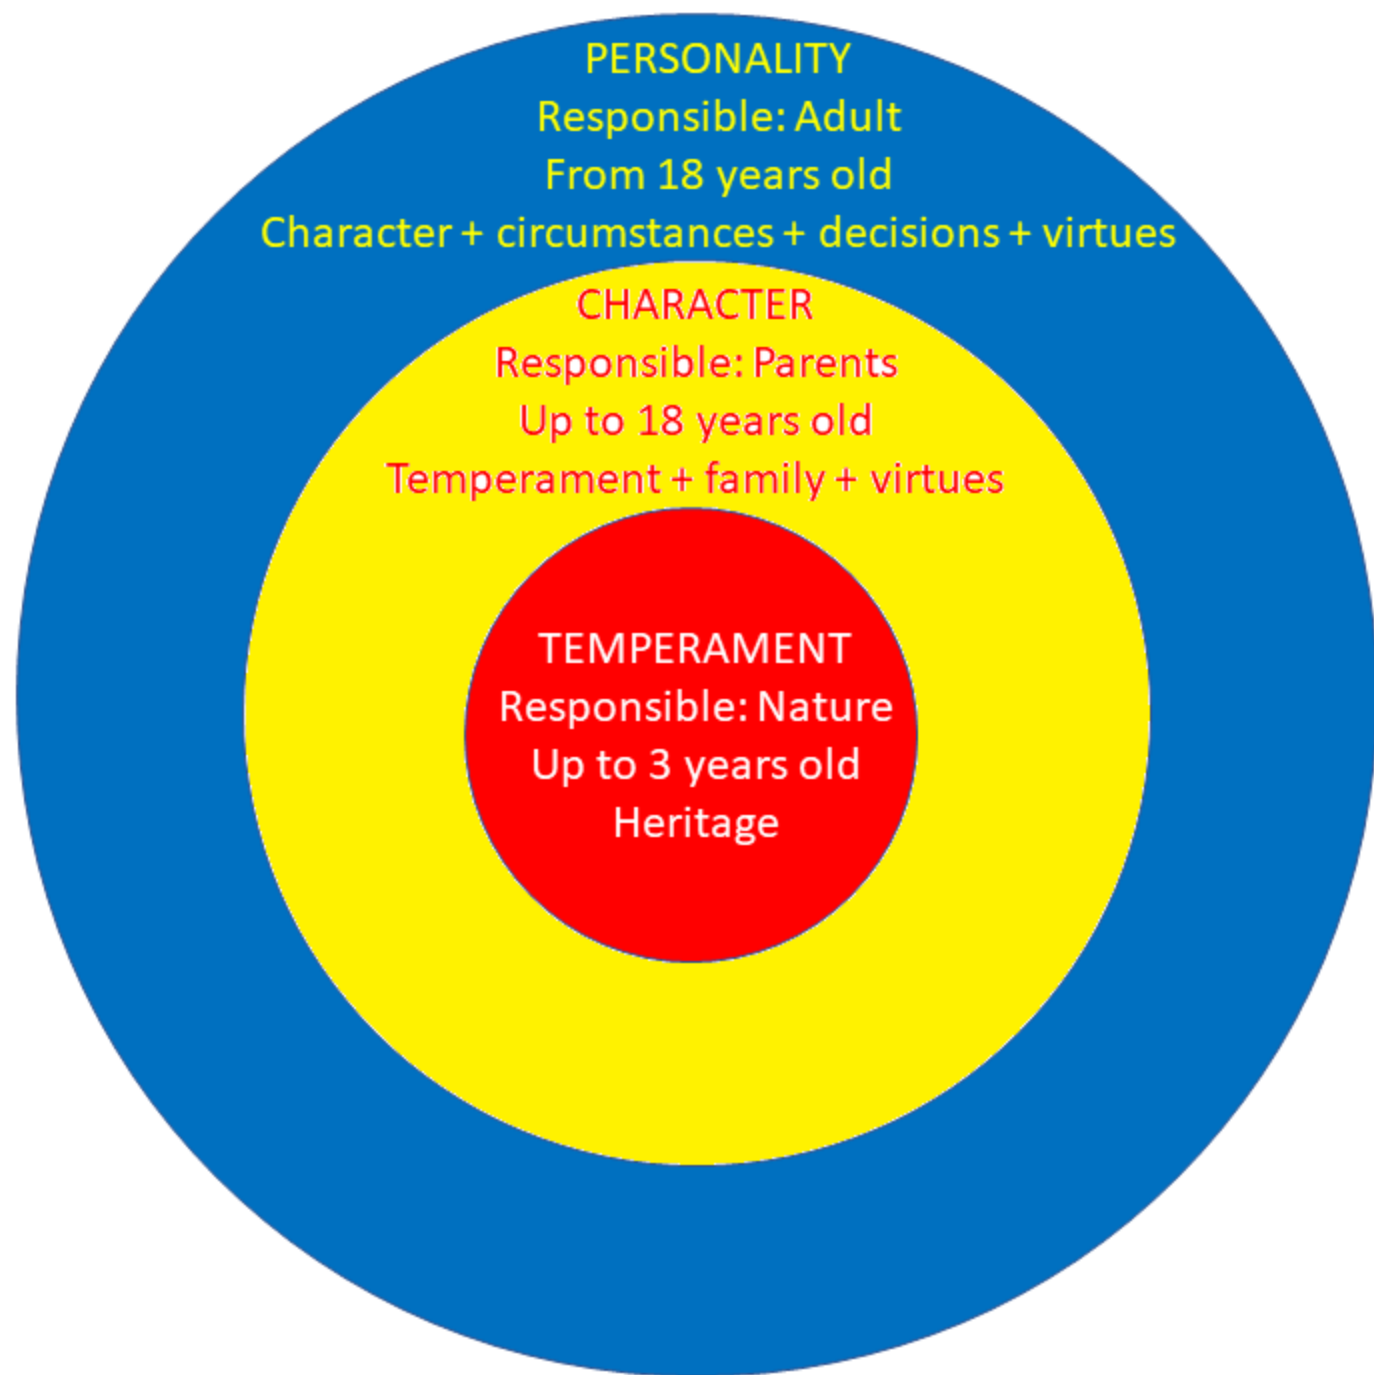 PERSONALITY
Responsible: Adult
From 18 years old
Character + circumstances + decisions + virtues
CHARACTER
Responsible: Parents
Up to 18 years old
Temperament + family + virtues
TEMPERAMENT
Responsible: Nature
Up to 3 years old
Heritage